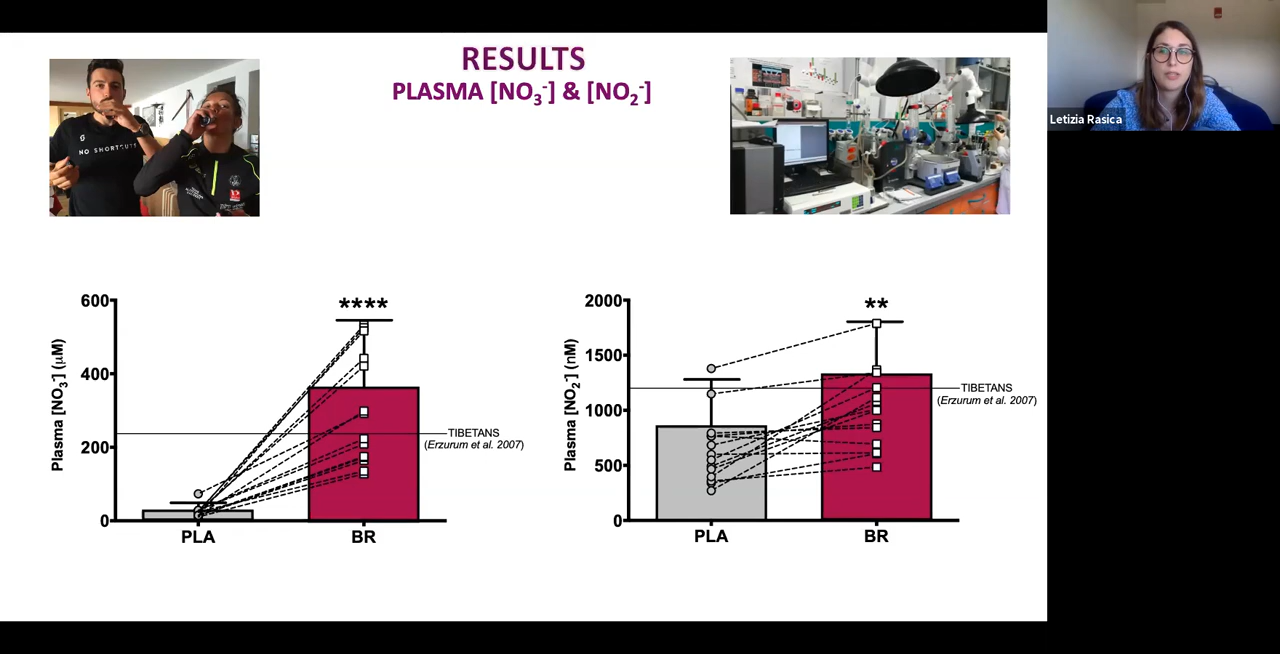 RESULTS
PLASMA [NO3-] & [NO2-]
NO SHORTCUTS
Letizia Rasica
600
400
200
0
Plasma [NO3-] (μM)
****
TIBETANS
(Erzurum et al. 2007)
PLA
BR
2000
1500
1000
500
0
Plasma [NO2-] (nM)
**
TIBETANS
(Erzurum et al. 2007)
PLA
BR